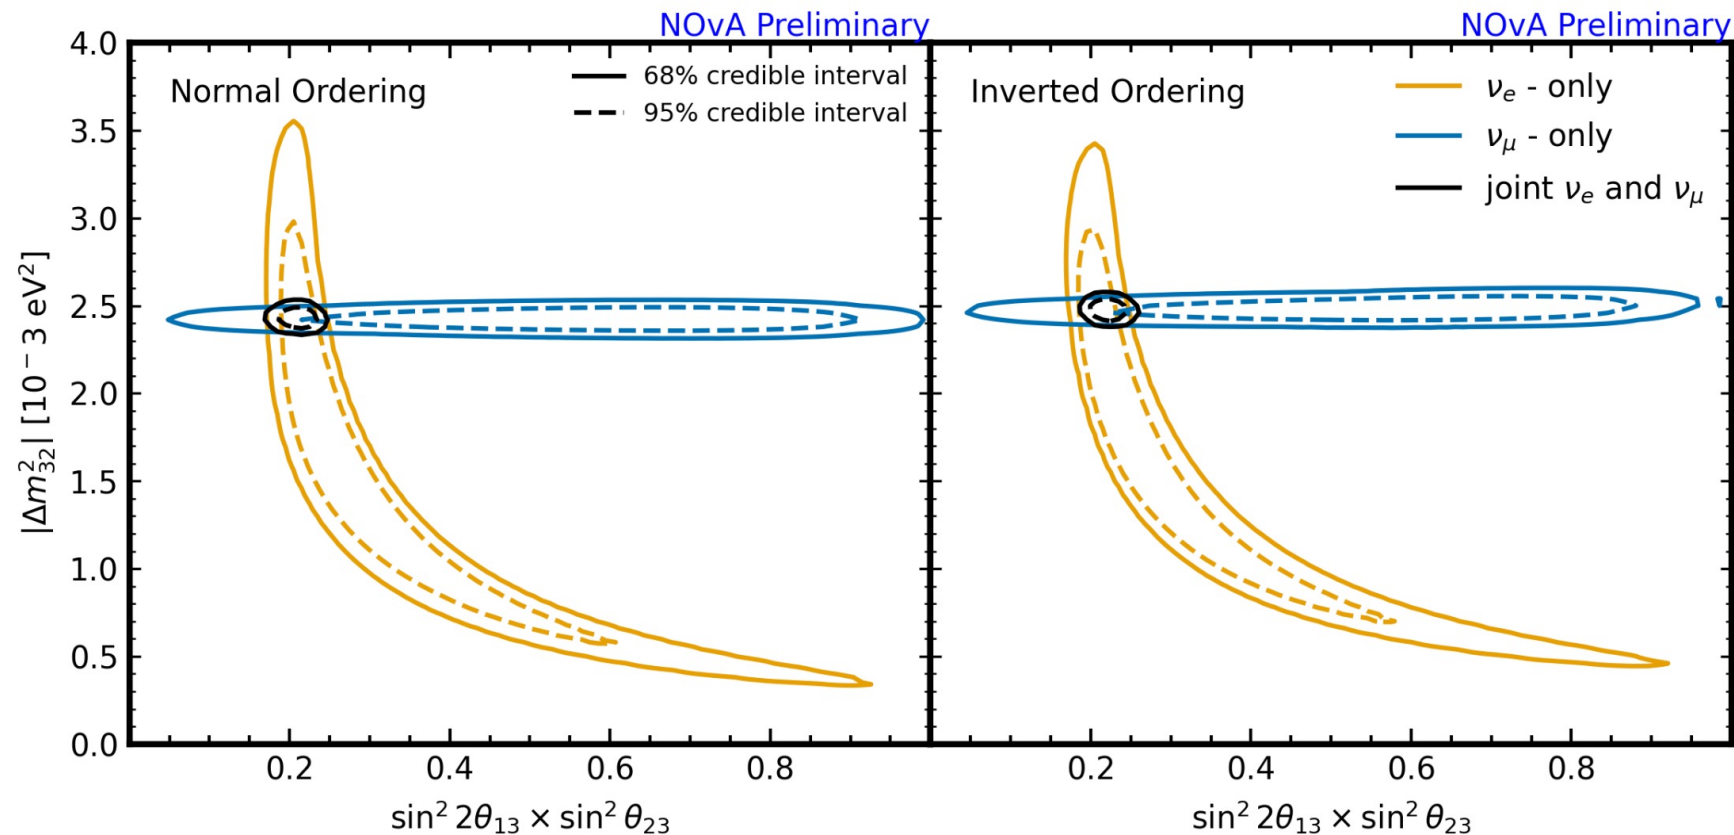 NOvA Preliminary
NOvA Preliminary
Normal Ordering
68% credible interval
95% credible interval
Inverted Ordering
νe - only
νμ - only
joint νe and νμ
|Δm²₃₂| [10⁻ 3 eV²]
4.0
3.5
3.0
2.5
2.0
1.5
1.0
0.5
0.0
0.2 0.4 0.6 0.8
0.2 0.4 0.6 0.8
sin² 2θ₁₃ × sin² θ₂₃
sin² 2θ₁₃ × sin² θ₂₃